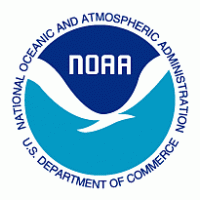 NATIONAL OCEANIC AND ATMOSPHERIC ADMINISTRATION
NOAA
U.S. DEPARTMENT OF COMMERCE